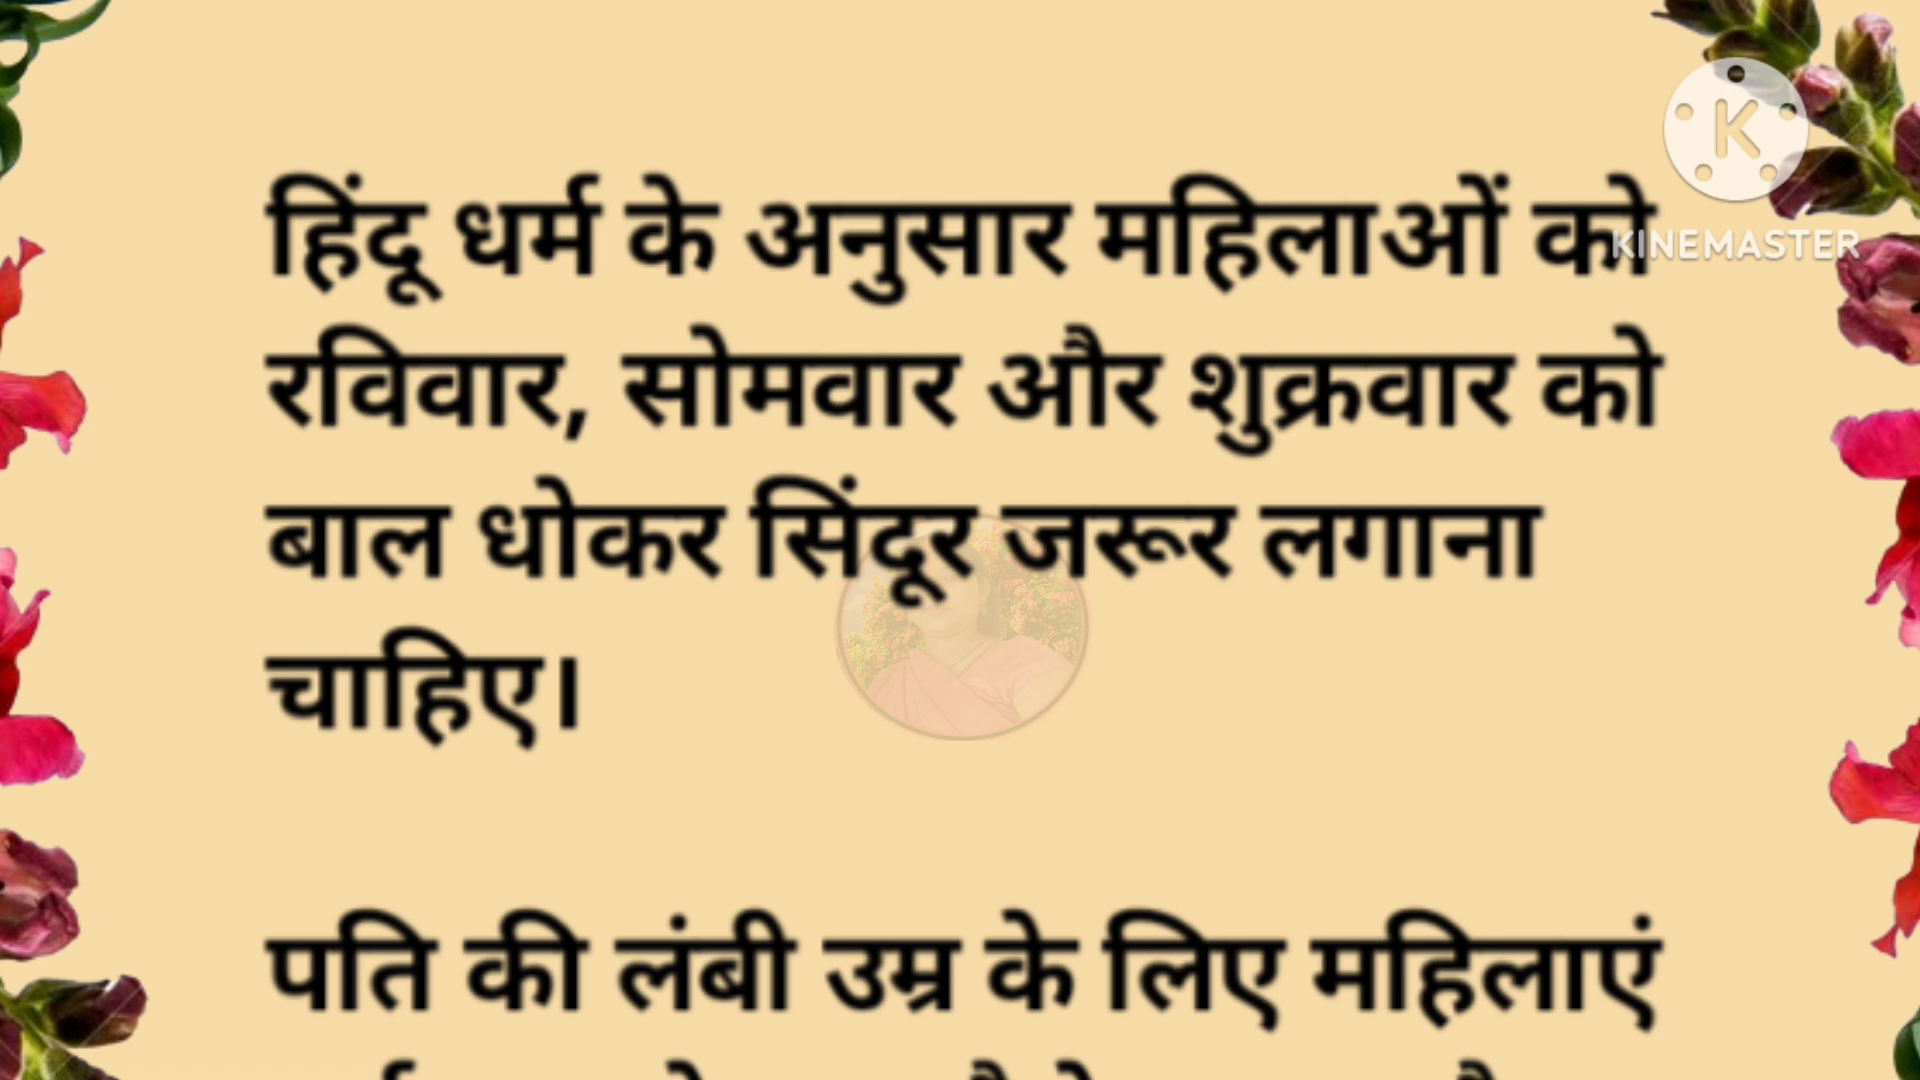 हिंदू धर्म के अनुसार महिलाओं को
रविवार, सोमवार और शुक्रवार को
बाल धोकर सिंदूर जरूर लगाना
चाहिए।
पति की लंबी उम्र के लिए महिलाएं
K
KINEMASTER